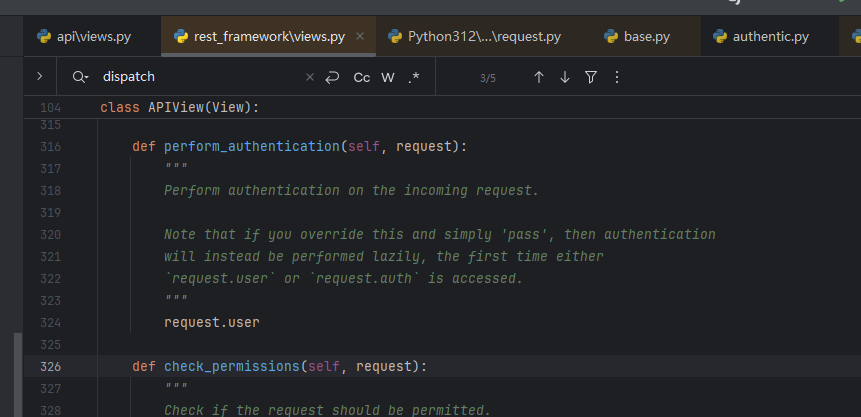 api\views.py rest_framework\views.py × Python312\...\request.py base.py authentic.py
dispatch × Cc W .* 3/5
104 class APIView(View):
315
316 def perform_authentication(self, request):
317 """
318 Perform authentication on the incoming request.
319
320 Note that if you override this and simply 'pass', then authentication
321 will instead be performed lazily, the first time either
322 `request.user` or `request.auth` is accessed.
323 """
324 request.user
325
326 def check_permissions(self, request):
327 """
328 Check if the request should be permitted.